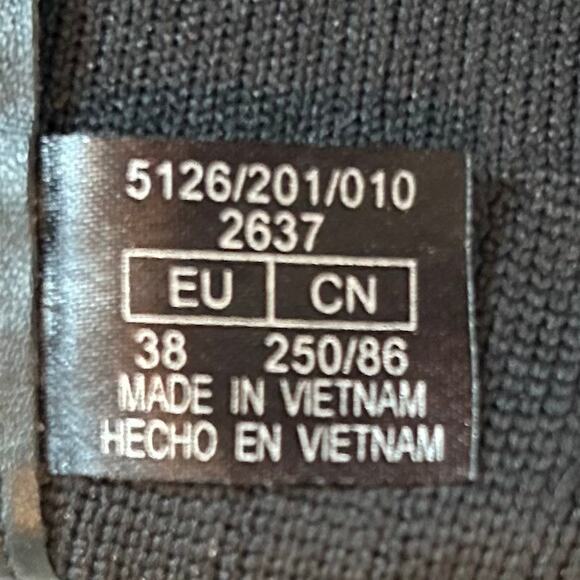 5126/201/010
2637
EU CN
38 250/86
MADE IN VIETNAM
HECHO EN VIETNAM